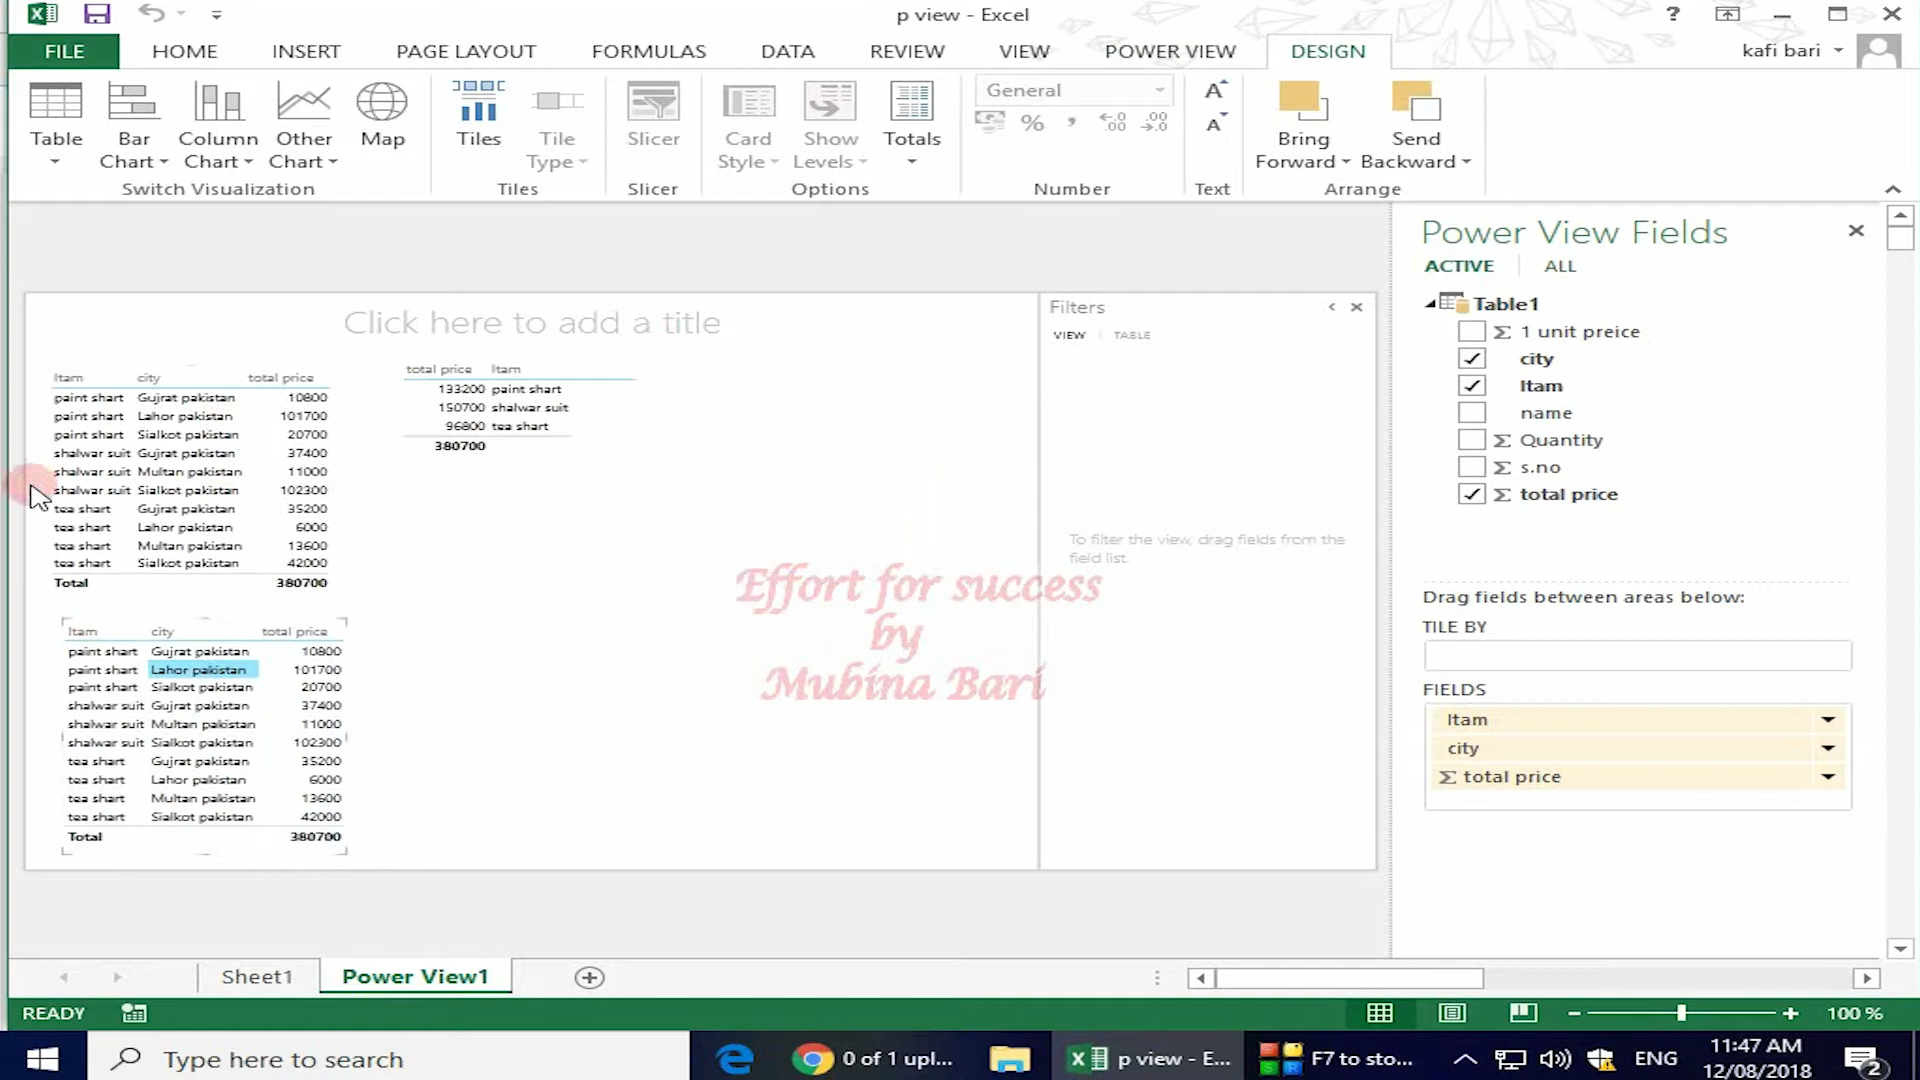 p view - Excel
?
FILE HOME INSERT PAGE LAYOUT FORMULAS DATA REVIEW VIEW POWER VIEW DESIGN kafi bari
Table Bar Chart Column Chart Other Chart Map Tiles Tile Type Slicer Card Style Show Levels Totals General % , .00 .00 A A Bring Forward Send Backward
Switch Visualization Tiles Slicer Options Number Text Arrange
Click here to add a title
Itam city total price
paint shart Gujrat pakistan 10800
paint shart Lahor pakistan 101700
paint shart Sialkot pakistan 20700
shalwar suit Gujrat pakistan 37400
shalwar suit Multan pakistan 11000
shalwar suit Sialkot pakistan 102300
tea shart Gujrat pakistan 35200
tea shart Lahor pakistan 6000
tea shart Multan pakistan 13600
tea shart Sialkot pakistan 42000
Total 380700
total price Itam
133200 paint shart
150700 shalwar suit
96800 tea shart
380700
Itam city total price
paint shart Gujrat pakistan 10800
paint shart Lahor pakistan 101700
paint shart Sialkot pakistan 20700
shalwar suit Gujrat pakistan 37400
shalwar suit Multan pakistan 11000
shalwar suit Sialkot pakistan 102300
tea shart Gujrat pakistan 35200
tea shart Lahor pakistan 6000
tea shart Multan pakistan 13600
tea shart Sialkot pakistan 42000
Total 380700
Effort for success
by
Mubina Bari
Filters
VIEW TABLE
To filter the view, drag fields from the
field list.
Power View Fields
ACTIVE ALL
Table1
Σ 1 unit preice
city
Itam
name
Σ Quantity
Σ s.no
Σ total price
Drag fields between areas below:
TILE BY
FIELDS
Itam
city
Σ total price
Sheet1 Power View1
READY 100 %
Type here to search 0 of 1 upl... p view - E... F7 to sto... ENG 11:47 AM
12/08/2018 2